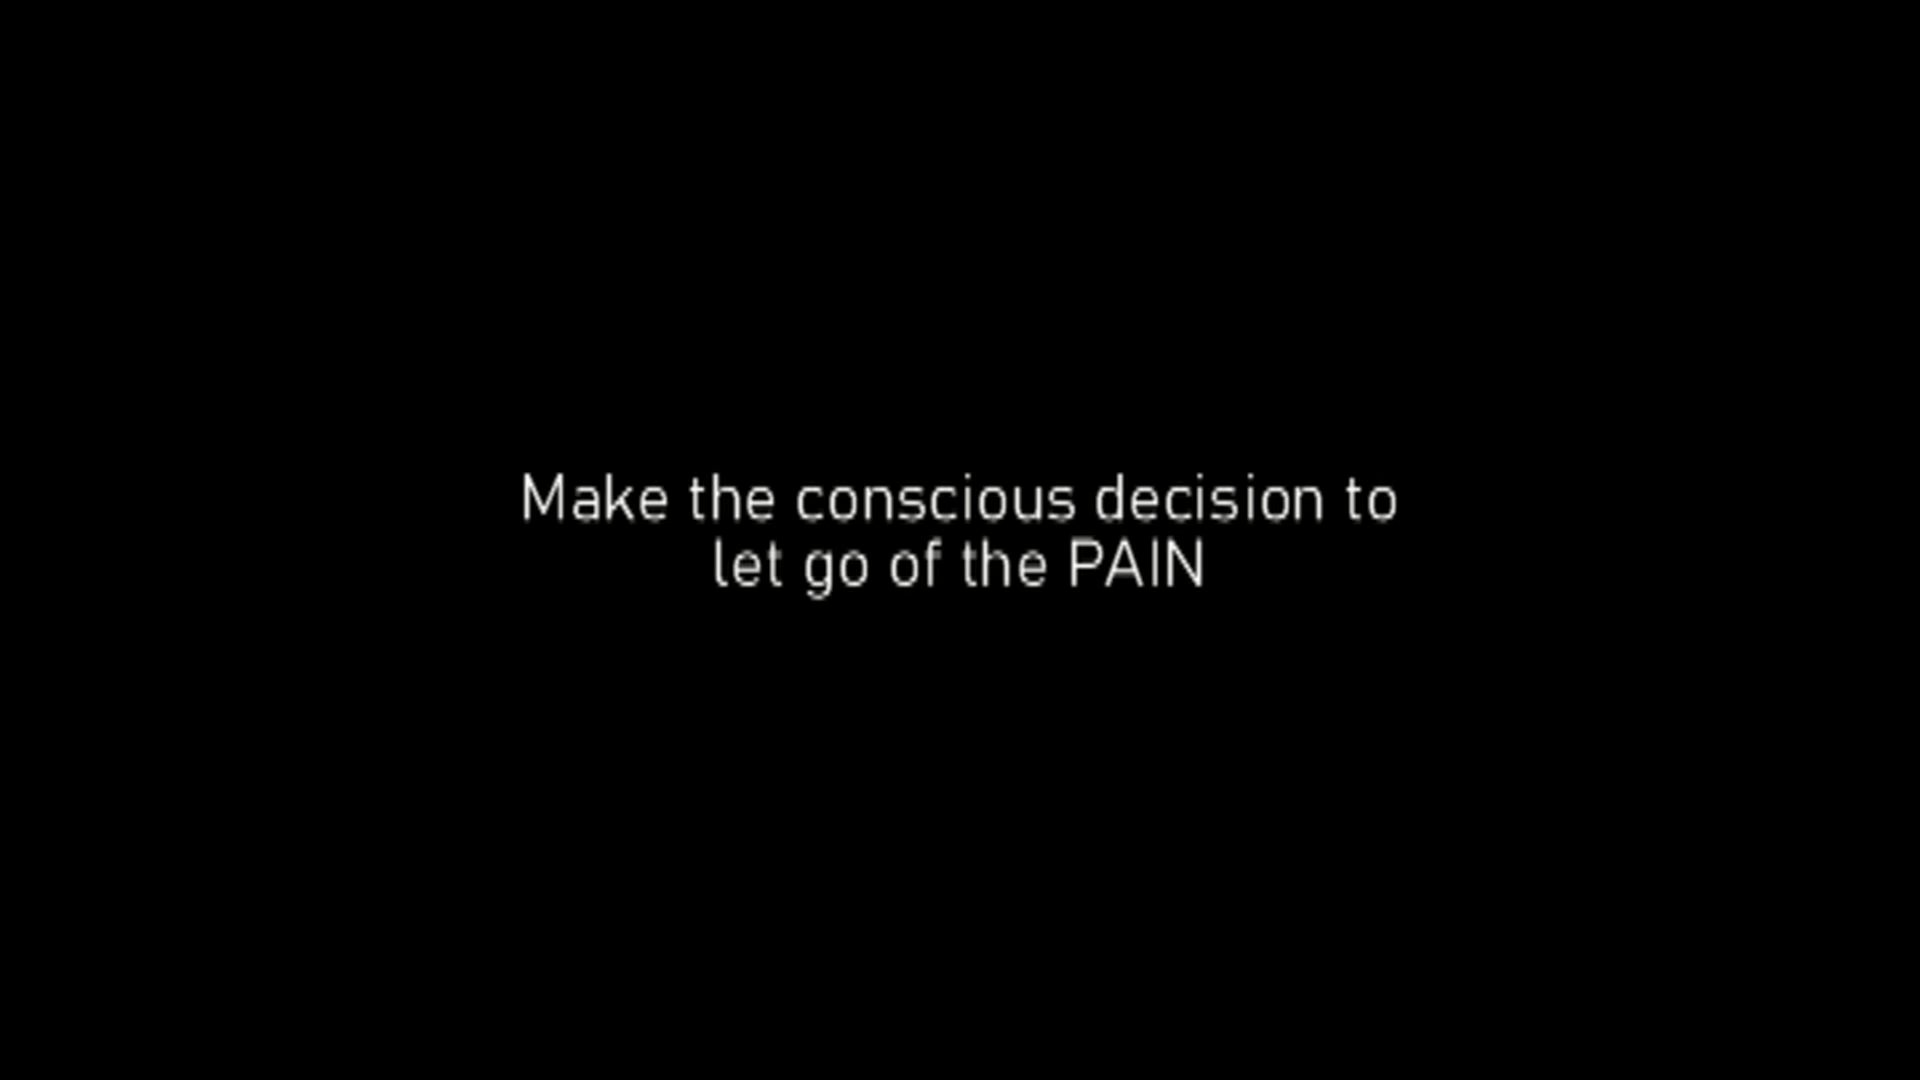 Make the conscious decision to
let go of the PAIN